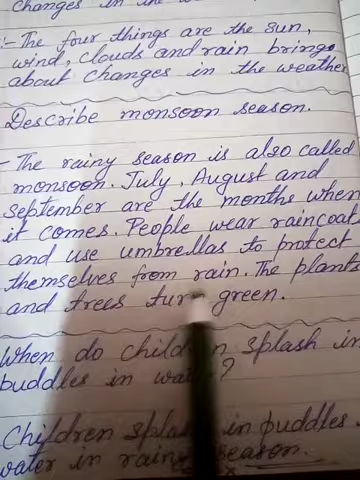 changes in the
:- The four things are the sun,
wind, clouds and rain brings
about changes in the weather
Describe monsoon season.
- The rainy season is also called
monsoon. July, August and
september are the months when
it comes. People wear raincoat
and use umbrellas to protect
themselves from rain. The plants
and trees turn green.
When do children splash in
puddles in water?
Children splash in puddles
water in rainy season.